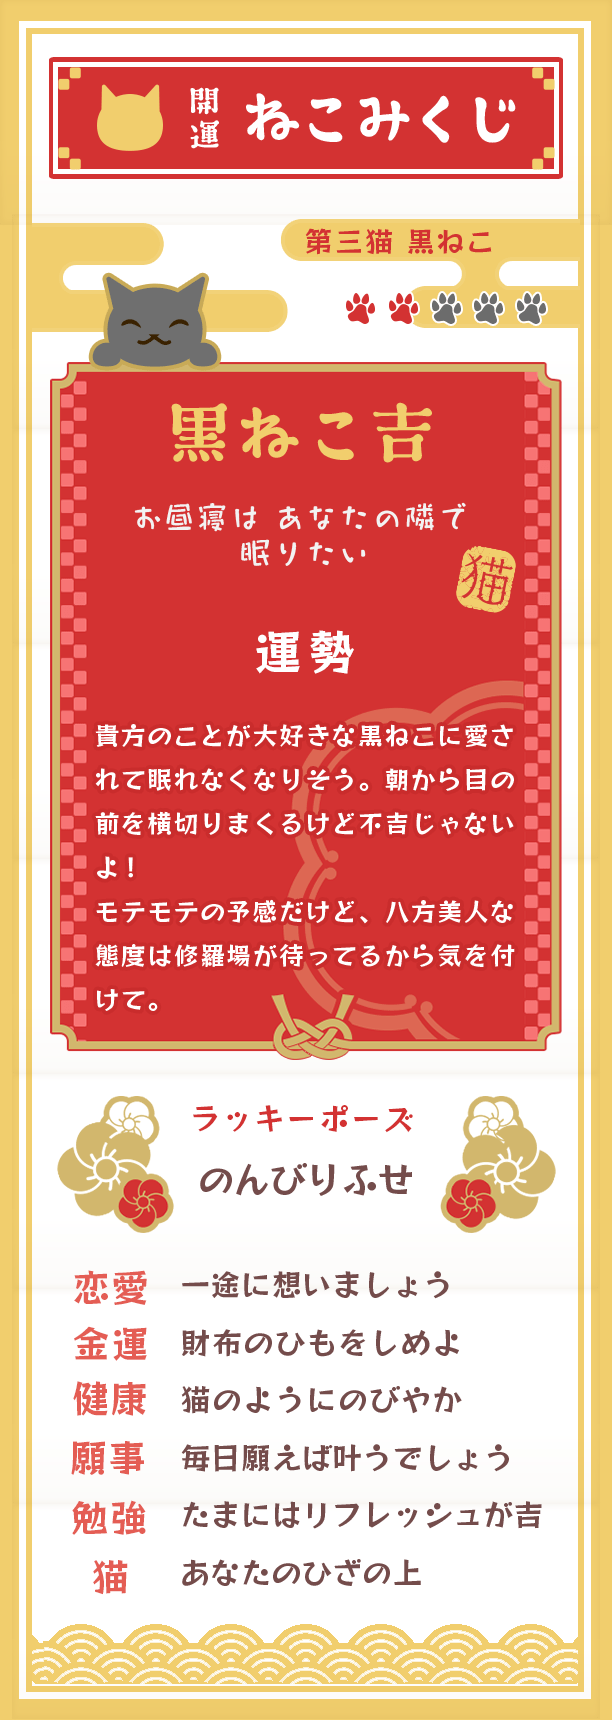 開運 ねこみくじ
第三猫 黒ねこ
黒ねこ吉
お昼寝は あなたの隣で
眠りたい
猫
運勢
貴方のことが大好きな黒ねこに愛さ
れて眠れなくなりそう。朝から目の
前を横切りまくるけど不吉じゃない
よ！
モテモテの予感だけど、八方美人な
態度は修羅場が待ってるから気を付
けて。
ラッキーポーズ
のんびりふせ
恋愛 一途に想いましょう
金運 財布のひもをしめよ
健康 猫のようにのびやか
願事 毎日願えば叶うでしょう
勉強 たまにはリフレッシュが吉
猫 あなたのひざの上